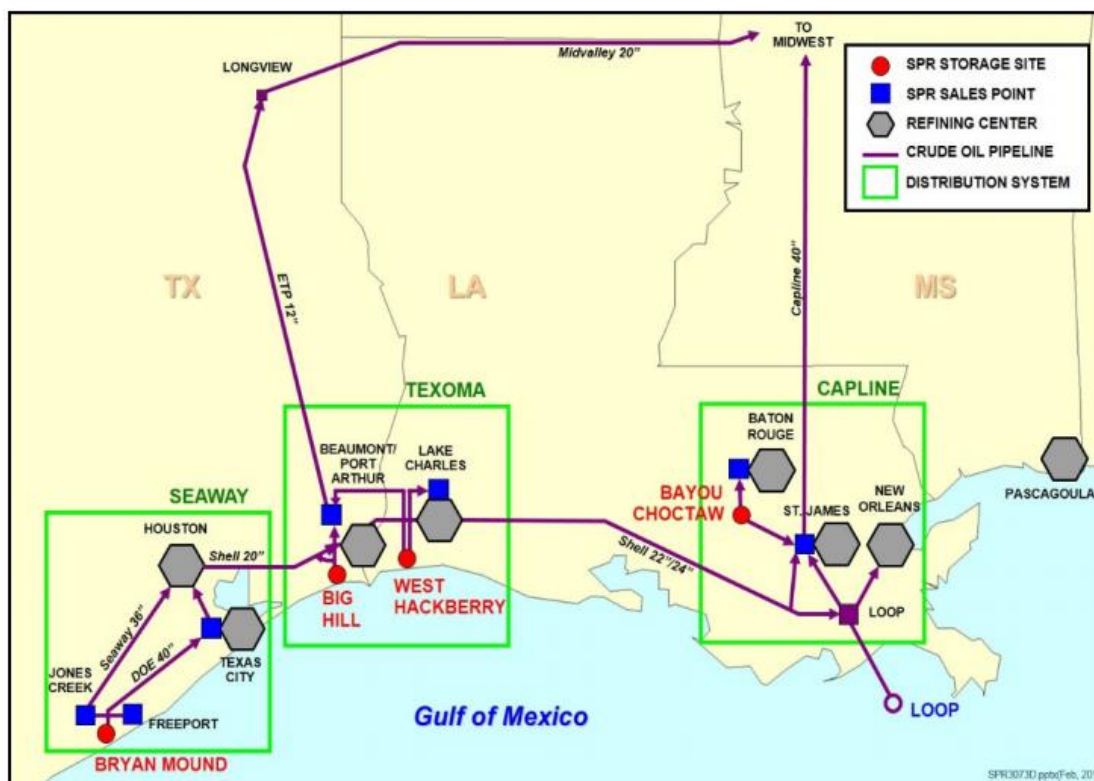 TO
MIDWEST
Midvalley 20"
LONGVIEW
SPR STORAGE SITE
SPR SALES POINT
REFINING CENTER
CRUDE OIL PIPELINE
DISTRIBUTION SYSTEM
TX
LA
MS
ETP 12"
Capline 40"
TEXOMA
CAPLINE
BEAUMONT/
PORT
ARTHUR
LAKE
CHARLES
BATON
ROUGE
SEAWAY
HOUSTON
Shell 20"
BAYOU
CHOCTAW
ST. JAMES
NEW
ORLEANS
PASCAGOULA
Shell 22"/24"
BIG
HILL
WEST
HACKBERRY
LOOP
Seaway 36"
DOE 40"
TEXAS
CITY
JONES
CREEK
FREEPORT
BRYAN MOUND
Gulf of Mexico
LOOP